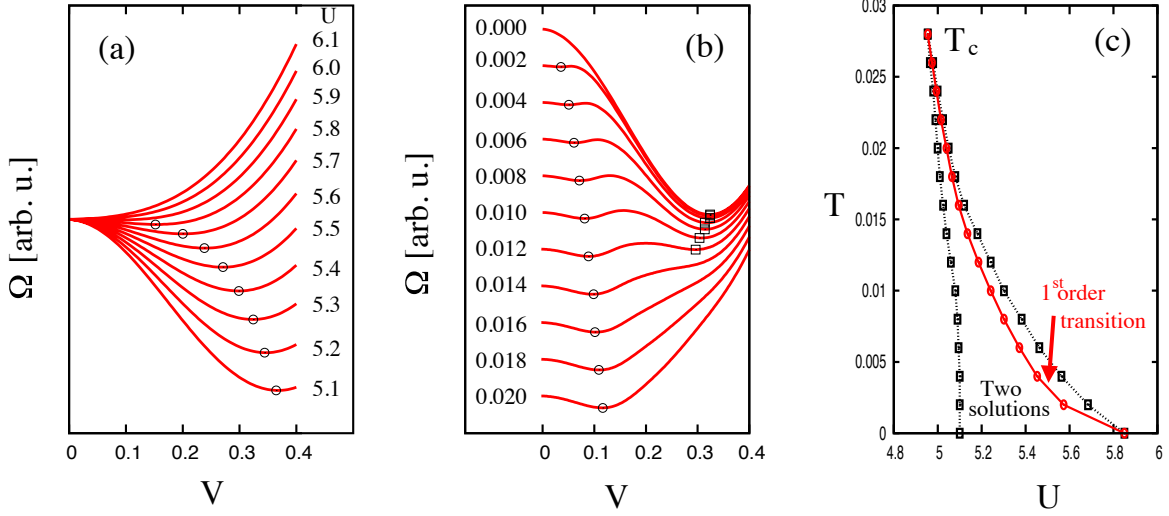 (a)
U
6.1
6.0
5.9
5.8
5.7
5.6
5.5
5.4
5.3
5.2
5.1
Ω [arb. u.]
0 0.1 0.2 0.3 0.4
V
(b)
0.000
0.002
0.004
0.006
0.008
0.010
0.012
0.014
0.016
0.018
0.020
Ω [arb. u.]
0 0.1 0.2 0.3 0.4
V
(c)
Tc
0.03
0.025
0.02
0.015
0.01
0.005
0
T
1st order
transition
Two
solutions
4.8 5 5.2 5.4 5.6 5.8 6
U